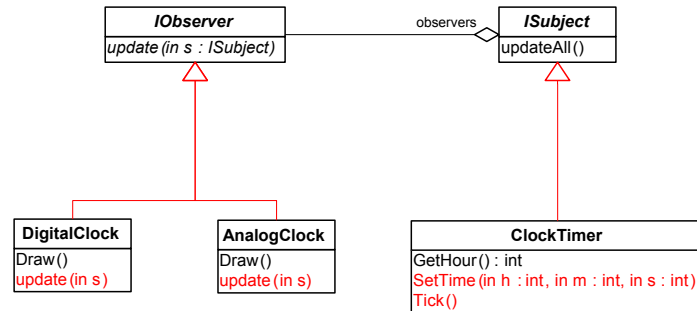 IObserver
update(in s : ISubject)
observers
ISubject
updateAll()
DigitalClock
Draw()
update(in s)
AnalogClock
Draw()
update(in s)
ClockTimer
GetHour() : int
SetTime(in h : int, in m : int, in s : int)
Tick()